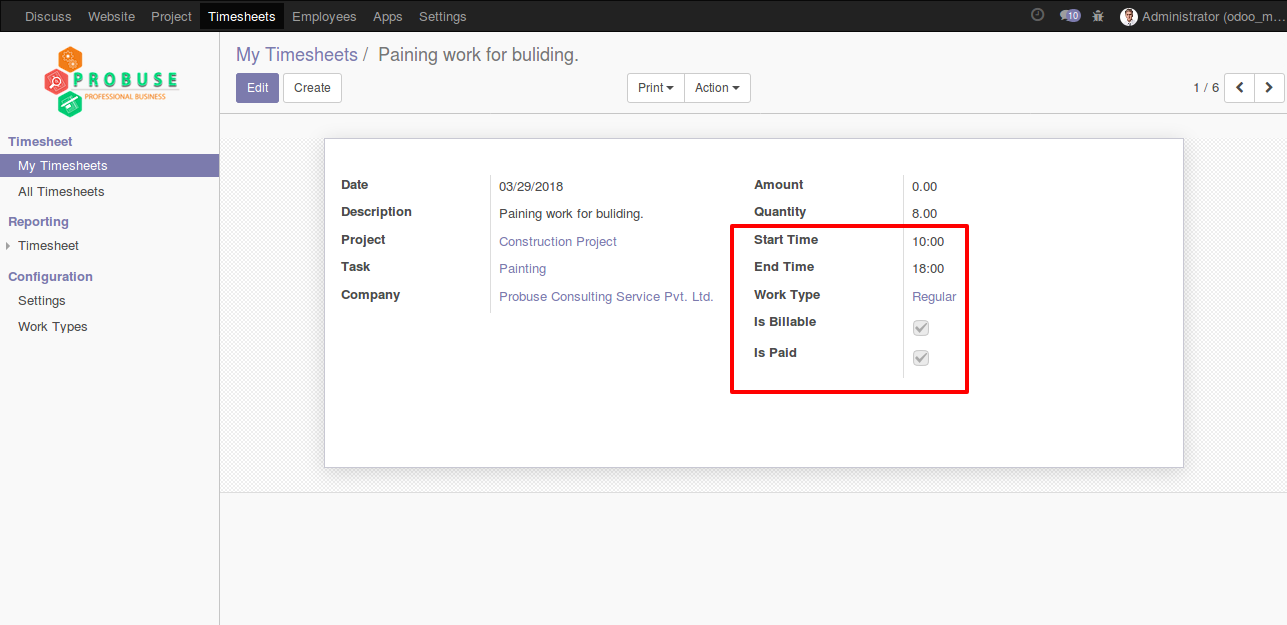 Discuss Website Project Timesheets Employees Apps Settings 10 Administrator (odoo_m...
PROBUSE
PROFESSIONAL BUSINESS
Timesheet
My Timesheets
All Timesheets
Reporting
Timesheet
Configuration
Settings
Work Types
My Timesheets / Paining work for buliding.
Edit Create Print Action 1 / 6
Date 03/29/2018
Description Paining work for buliding.
Project Construction Project
Task Painting
Company Probuse Consulting Service Pvt. Ltd.
Amount 0.00
Quantity 8.00
Start Time 10:00
End Time 18:00
Work Type Regular
Is Billable
Is Paid